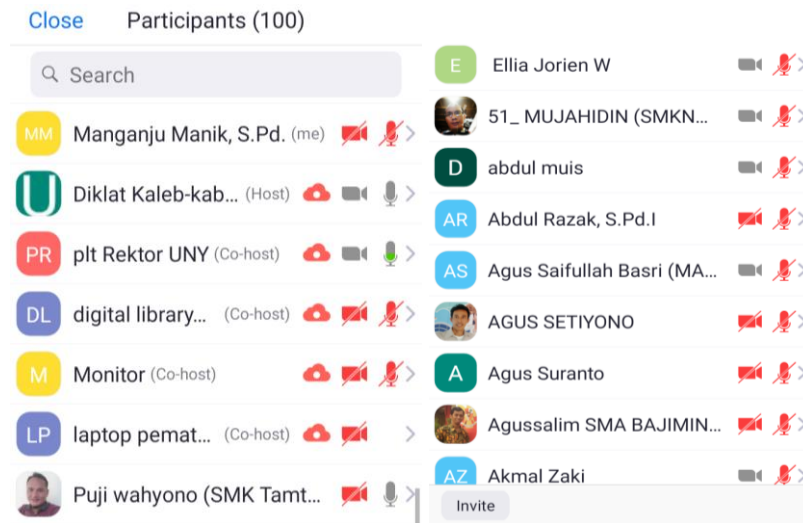 Close Participants (100)
Search
MM Manganju Manik, S.Pd. (me)
Diklat Kaleb-kab... (Host)
PR plt Rektor UNY (Co-host)
DL digital library... (Co-host)
M Monitor (Co-host)
LP laptop pemat... (Co-host)
Puji wahyono (SMK Tamt...
E Ellia Jorien W
51_ MUJAHIDIN (SMKN...
D abdul muis
AR Abdul Razak, S.Pd.I
AS Agus Saifullah Basri (MA...
AGUS SETIYONO
A Agus Suranto
Agussalim SMA BAJIMIN...
AZ Akmal Zaki
Invite